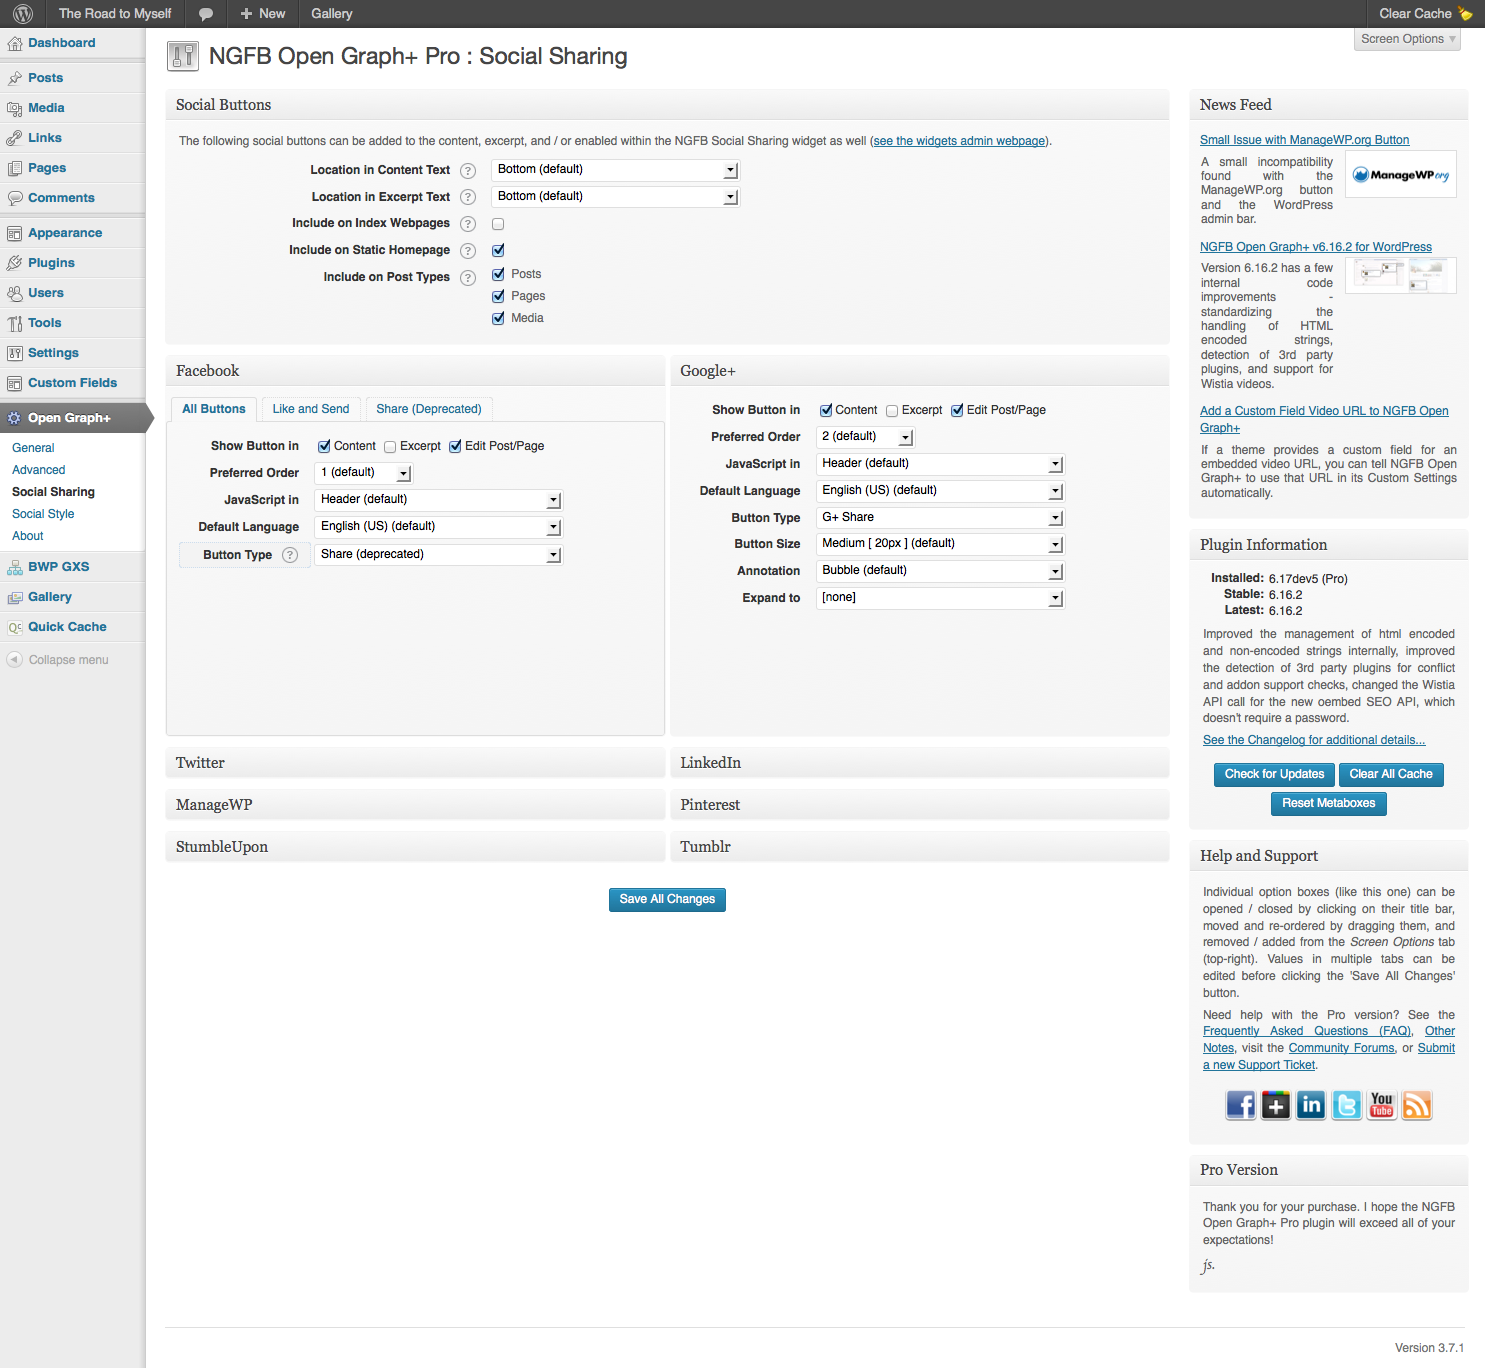 The Road to Myself
New
Gallery
Clear Cache
Dashboard
Posts
Media
Links
Pages
Comments
Appearance
Plugins
Users
Tools
Settings
Custom Fields
Open Graph+
General
Advanced
Social Sharing
Social Style
About
BWP GXS
Gallery
Quick Cache
Collapse menu
Screen Options
NGFB Open Graph+ Pro : Social Sharing
Social Buttons
The following social buttons can be added to the content, excerpt, and / or enabled within the NGFB Social Sharing widget as well (see the widgets admin webpage).
Location in Content Text ? Bottom (default)
Location in Excerpt Text ? Bottom (default)
Include on Index Webpages ?
Include on Static Homepage ?
Include on Post Types ? Posts
Pages
Media
Facebook
All Buttons Like and Send Share (Deprecated)
Show Button in Content Excerpt Edit Post/Page
Preferred Order 1 (default)
JavaScript in Header (default)
Default Language English (US) (default)
Button Type ? Share (deprecated)
Google+
Show Button in Content Excerpt Edit Post/Page
Preferred Order 2 (default)
JavaScript in Header (default)
Default Language English (US) (default)
Button Type G+ Share
Button Size Medium [ 20px ] (default)
Annotation Bubble (default)
Expand to [none]
Twitter
LinkedIn
ManageWP
Pinterest
StumbleUpon
Tumblr
Save All Changes
News Feed
Small Issue with ManageWP.org Button
A small incompatibility
found with the
ManageWP.org button
and the WordPress
admin bar.
ManageWP.org
NGFB Open Graph+ v6.16.2 for WordPress
Version 6.16.2 has a few
internal code
improvements -
standardizing the
handling of HTML
encoded strings,
detection of 3rd party
plugins, and support for
Wistia videos.
Add a Custom Field Video URL to NGFB Open
Graph+
If a theme provides a custom field for an
embedded video URL, you can tell NGFB Open
Graph+ to use that URL in its Custom Settings
automatically.
Plugin Information
Installed: 6.17dev5 (Pro)
Stable: 6.16.2
Latest: 6.16.2
Improved the management of html encoded
and non-encoded strings internally, improved
the detection of 3rd party plugins for conflict
and addon support checks, changed the Wistia
API call for the new oembed SEO API, which
doesn't require a password.
See the Changelog for additional details...
Check for Updates Clear All Cache
Reset Metaboxes
Help and Support
Individual option boxes (like this one) can be
opened / closed by clicking on their title bar,
moved and re-ordered by dragging them, and
removed / added from the Screen Options tab
(top-right). Values in multiple tabs can be
edited before clicking the 'Save All Changes'
button.
Need help with the Pro version? See the
Frequently Asked Questions (FAQ), Other
Notes, visit the Community Forums, or Submit
a new Support Ticket.
f + in t You Tube
Pro Version
Thank you for your purchase. I hope the NGFB
Open Graph+ Pro plugin will exceed all of your
expectations!
js.
Version 3.7.1